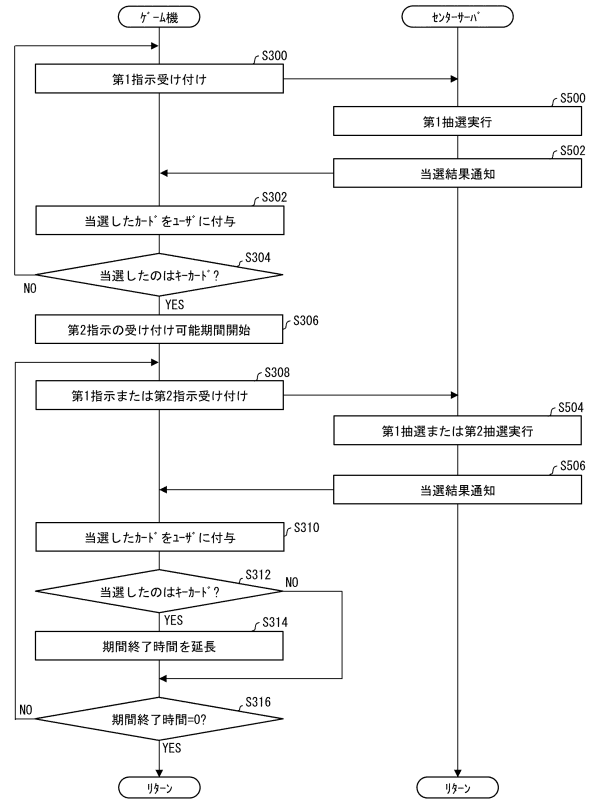 ｹﾞｰﾑ機
ｾﾝﾀｰｻｰﾊﾞ
S300
第1指示受け付け
S500
第1抽選実行
S502
当選結果通知
S302
当選したｶｰﾄﾞをﾕｰｻﾞに付与
S304
当選したのはｷｰｶｰﾄﾞ?
NO
YES
S306
第2指示の受け付け可能期間開始
S308
第1指示または第2指示受け付け
S504
第1抽選または第2抽選実行
S506
当選結果通知
S310
当選したｶｰﾄﾞをﾕｰｻﾞに付与
S312
当選したのはｷｰｶｰﾄﾞ?
NO
YES
S314
期間終了時間を延長
S316
期間終了時間=0?
NO
YES
ﾘﾀｰﾝ
ﾘﾀｰﾝ